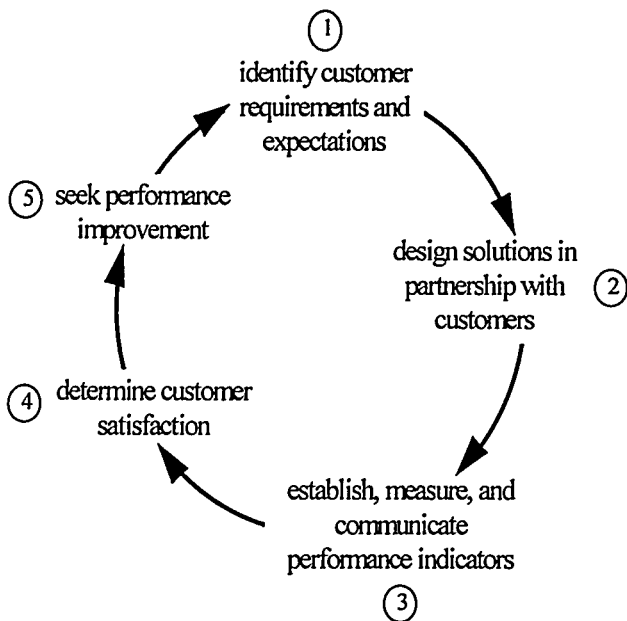 1
identify customer
requirements and
expectations
design solutions in
partnership with
customers
2
establish, measure, and
communicate
performance indicators
3
4
determine customer
satisfaction
5
seek performance
improvement